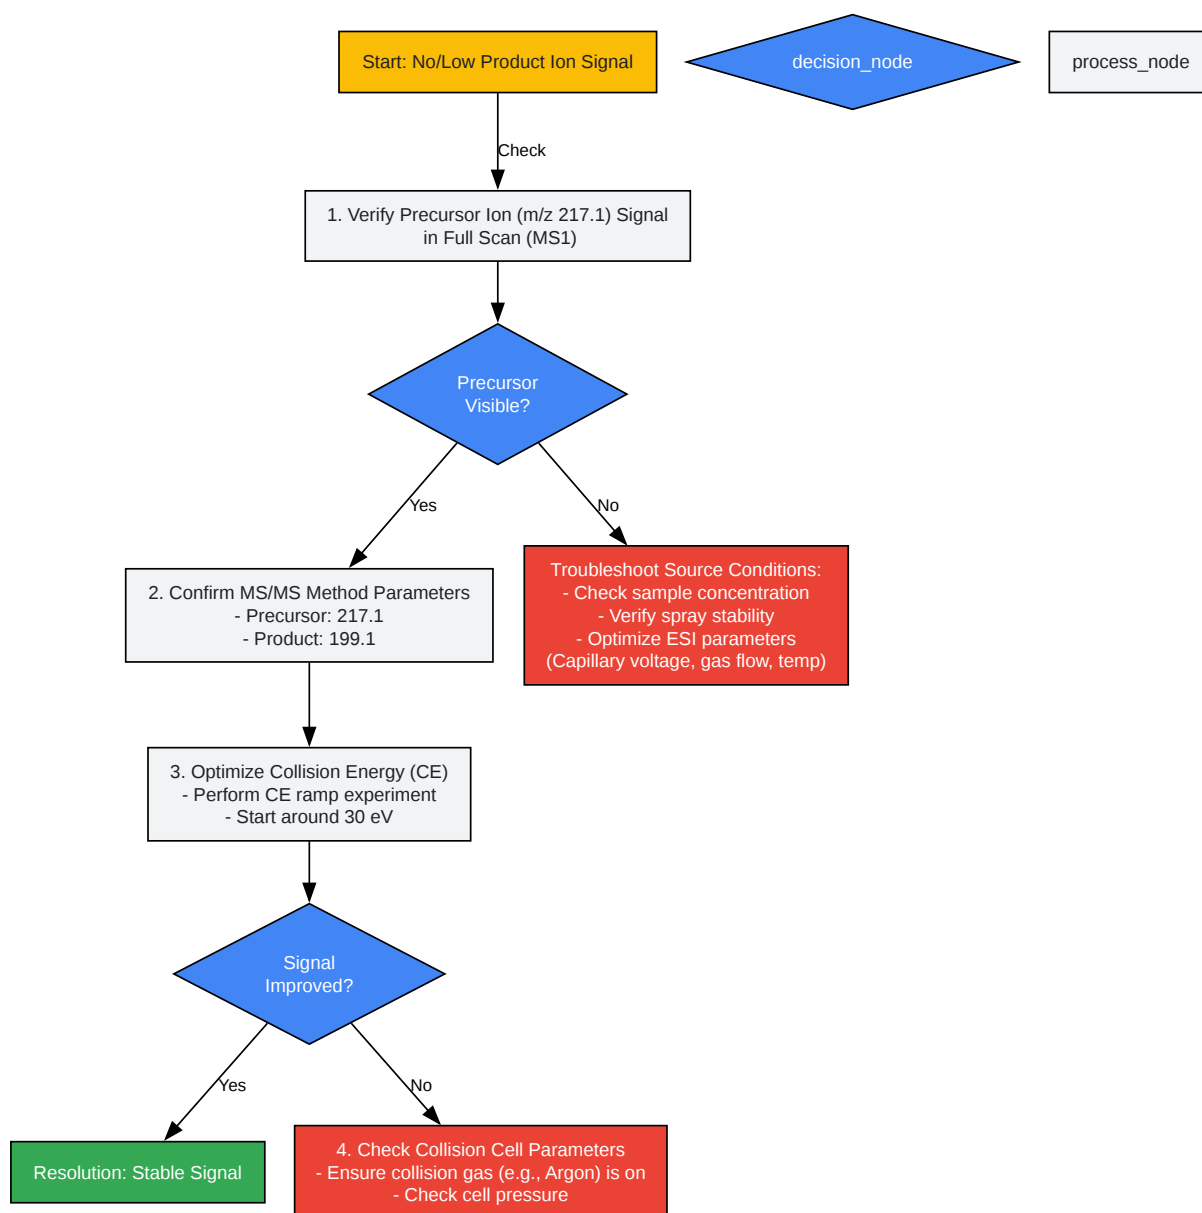 Start: No/Low Product Ion Signal
decision_node
process_node
Check
1. Verify Precursor Ion (m/z 217.1) Signal
in Full Scan (MS1)
Precursor
Visible?
Yes
No
2. Confirm MS/MS Method Parameters
- Precursor: 217.1
- Product: 199.1
Troubleshoot Source Conditions:
- Check sample concentration
- Verify spray stability
- Optimize ESI parameters
(Capillary voltage, gas flow, temp)
3. Optimize Collision Energy (CE)
- Perform CE ramp experiment
- Start around 30 eV
Signal
Improved?
Yes
No
Resolution: Stable Signal
4. Check Collision Cell Parameters
- Ensure collision gas (e.g., Argon) is on
- Check cell pressure